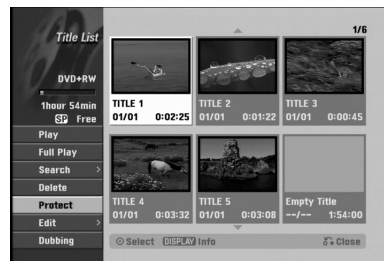 Title List
1/6
DVD+RW
1hour 54min
SP Free
Play
Full Play
Search >
Delete
Protect
Edit >
Dubbing
TITLE 1
01/01 0:02:25
TITLE 2
01/01 0:01:22
TITLE 3
01/01 0:00:45
TITLE 4
01/01 0:03:32
TITLE 5
01/01 0:03:08
Empty Title
--/-- 1:54:00
Select DISPLAY Info
Close